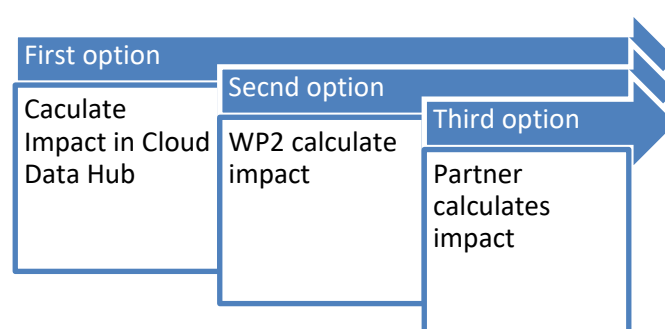 First option
Caculate
Impact in Cloud
Data Hub
Secnd option
WP2 calculate
impact
Third option
Partner
calculates
impact